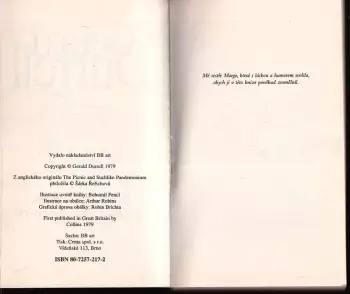 Vydalo nakladatelství BB art
Copyright © Gerald Durrell 1979
Z anglického originálu The Picnic and Suchlike Pandemonium
přeložila © Šárka Řeřichová
Ilustrace uvnitř knihy: Bohumil Fencl
Ilustrace na obálce: Arthur Robins
Grafická úprava obálky: Robin Brichta
First published in Great Britain by
Collins 1979
Sazba: BB art
Tisk: Centa spol. s r.o.
Vídeňská 113, Brno
ISBN 80-7257-217-2
Mé sestře Margo, která s láskou a humorem svolila,
abych ji v této knize poněkud zesměšnil.